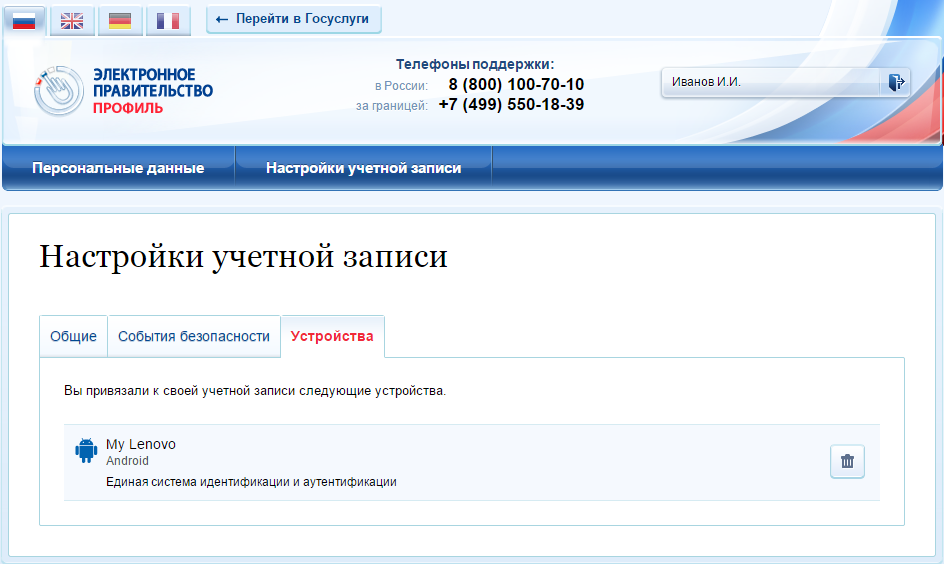 ← Перейти в Госуслуги
ЭЛЕКТРОННОЕ
ПРАВИТЕЛЬСТВО
ПРОФИЛЬ
Телефоны поддержки:
в России: 8 (800) 100-70-10
за границей: +7 (499) 550-18-39
Иванов И.И.
Персональные данные Настройки учетной записи
Настройки учетной записи
Общие События безопасности Устройства
Вы привязали к своей учетной записи следующие устройства.
My Lenovo
Android
Единая система идентификации и аутентификации